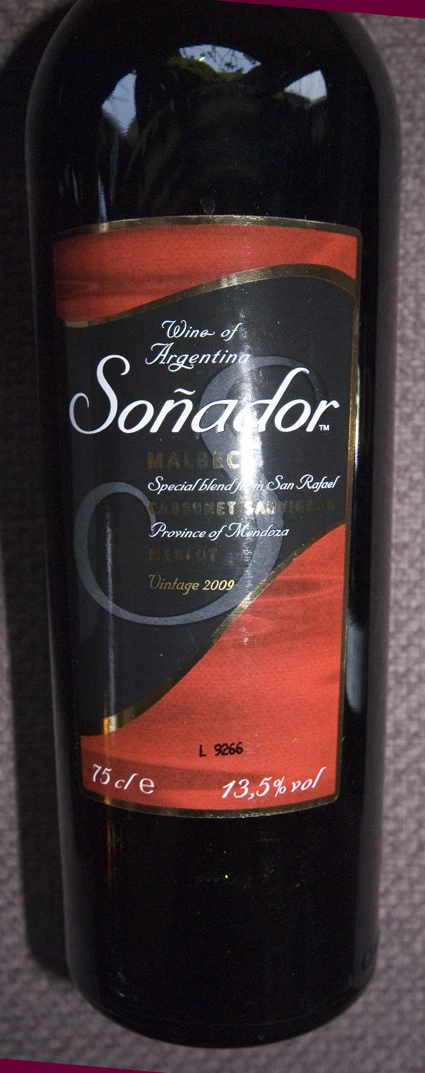 Wine of
Argentina
Soñador™
MALBEC
Special blend from San Rafael
CABERNET SAUVIGNON
Province of Mendoza
MERLOT
Vintage 2009
L 9266
75 cl e 13,5% vol